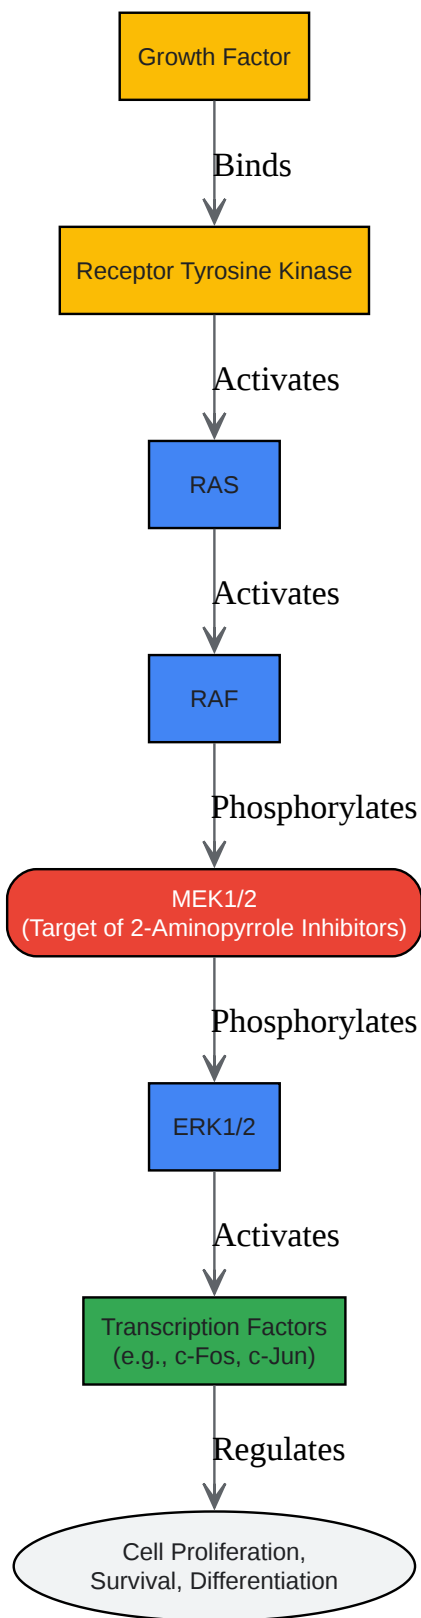 Growth Factor
Binds
Receptor Tyrosine Kinase
Activates
RAS
Activates
RAF
Phosphorylates
MEK1/2
(Target of 2-Aminopyrrole Inhibitors)
Phosphorylates
ERK1/2
Activates
Transcription Factors
(e.g., c-Fos, c-Jun)
Regulates
Cell Proliferation,
Survival, Differentiation